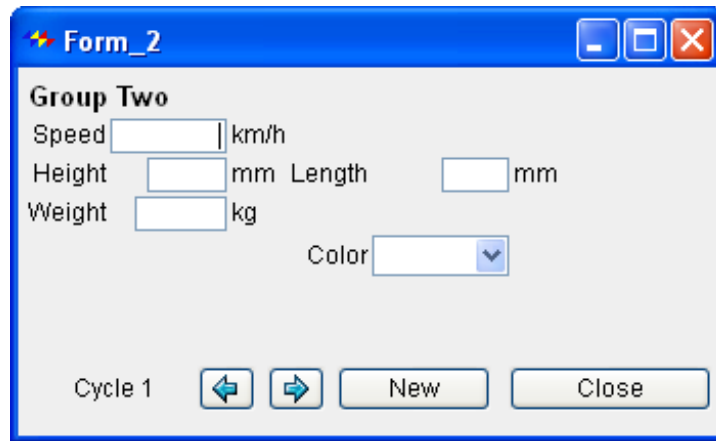 Form_2
Group Two
Speed km/h
Height mm Length mm
Weight kg
Color
Cycle 1 New Close